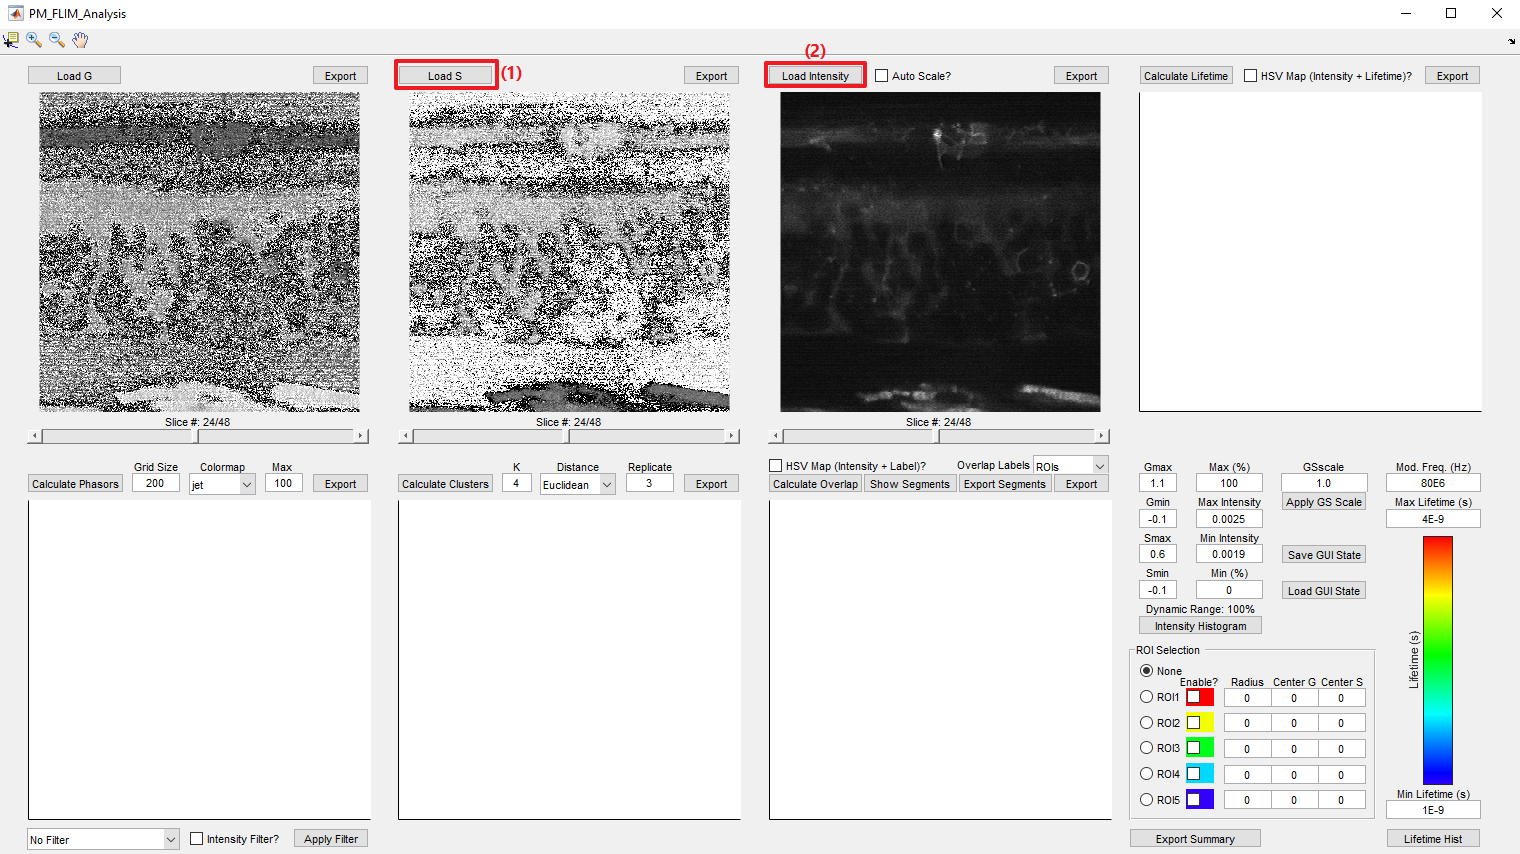 PM_FLIM_Analysis
(2)
Load G
Export
Load S
(1)
Export
Load Intensity
Auto Scale?
Export
Calculate Lifetime
HSV Map (Intensity + Lifetime)?
Export
Slice #: 24/48
Slice #: 24/48
Slice #: 24/48
Grid Size
Colormap
Max
Calculate Phasors
200
jet
100
Export
K
Distance
Replicate
Calculate Clusters
4
Euclidean
3
Export
HSV Map (Intensity + Label)?
Overlap Labels
ROIs
Calculate Overlap
Show Segments
Export Segments
Export
Gmax
Max (%)
GSscale
Mod. Freq. (Hz)
1.1
100
1.0
80E6
Gmin
Max Intensity
Apply GS Scale
Max Lifetime (s)
-0.1
0.0025
4E-9
Smax
Min Intensity
0.6
0.0019
Save GUI State
Smin
Min (%)
-0.1
0
Load GUI State
Dynamic Range: 100%
Intensity Histogram
ROI Selection
None
Enable?
Radius
Center G
Center S
ROI1
0
0
0
ROI2
0
0
0
ROI3
0
0
0
ROI4
0
0
0
ROI5
0
0
0
Lifetime (s)
Min Lifetime (s)
1E-9
No Filter
Intensity Filter?
Apply Filter
Export Summary
Lifetime Hist